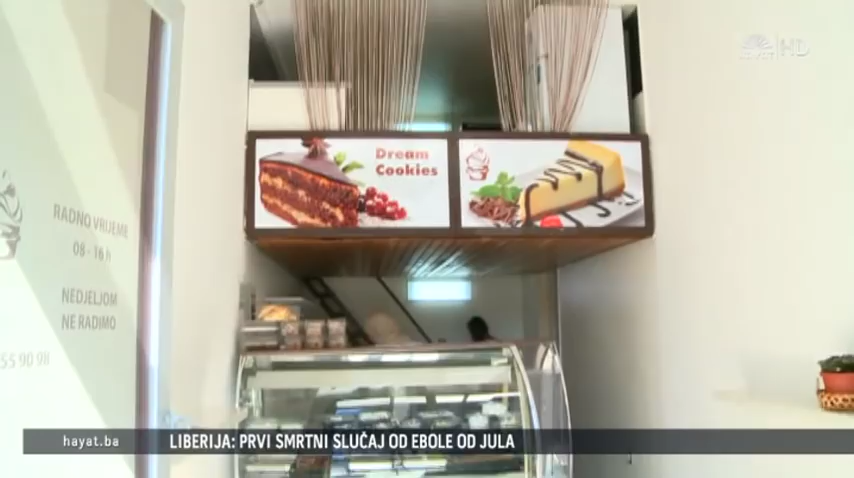 HD
Dream
Cookies
RADNO VRIJEME
08 - 16 h
NEDJELJOM
NE RADIMO
55 90 98
hayat.ba
LIBERIJA: PRVI SMRTNI SLUČAJ OD EBOLE OD JULA